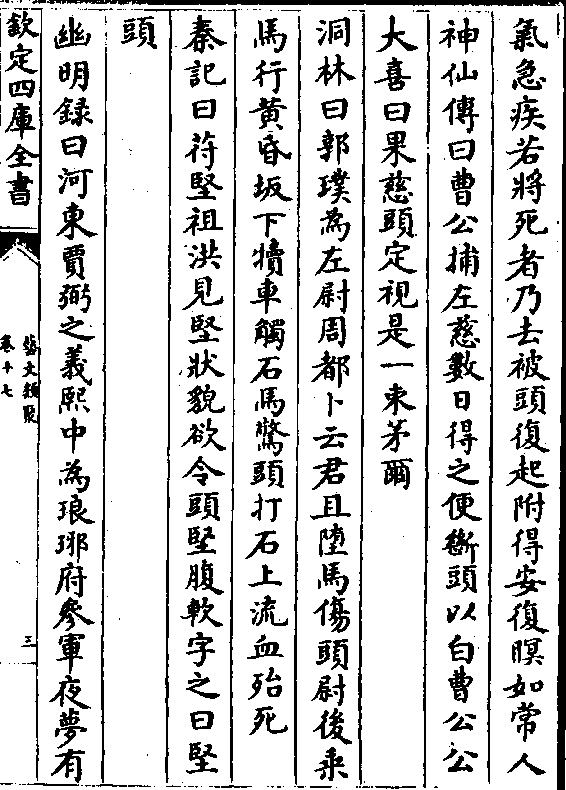 氣急疾若將死者乃去被頭復起附得安復瞑如常人
神仙傳曰曹公捕左慈數日得之便斷頭以白曹公公
大喜曰果慈頭定視是一束茅爾
洞林曰郭璞為左尉周都卜云君且墮馬傷頭尉後乘
馬行黄昏坂下犢車觸石馬驚頭打石上流血殆死
秦記曰苻堅祖洪見堅狀貌欲令頭堅腹軟字之曰堅
頭
幽明録曰河東賈弼之義熙中為琅琊府參軍夜夢有
欽定四庫全書
藝文類聚
卷十七
三